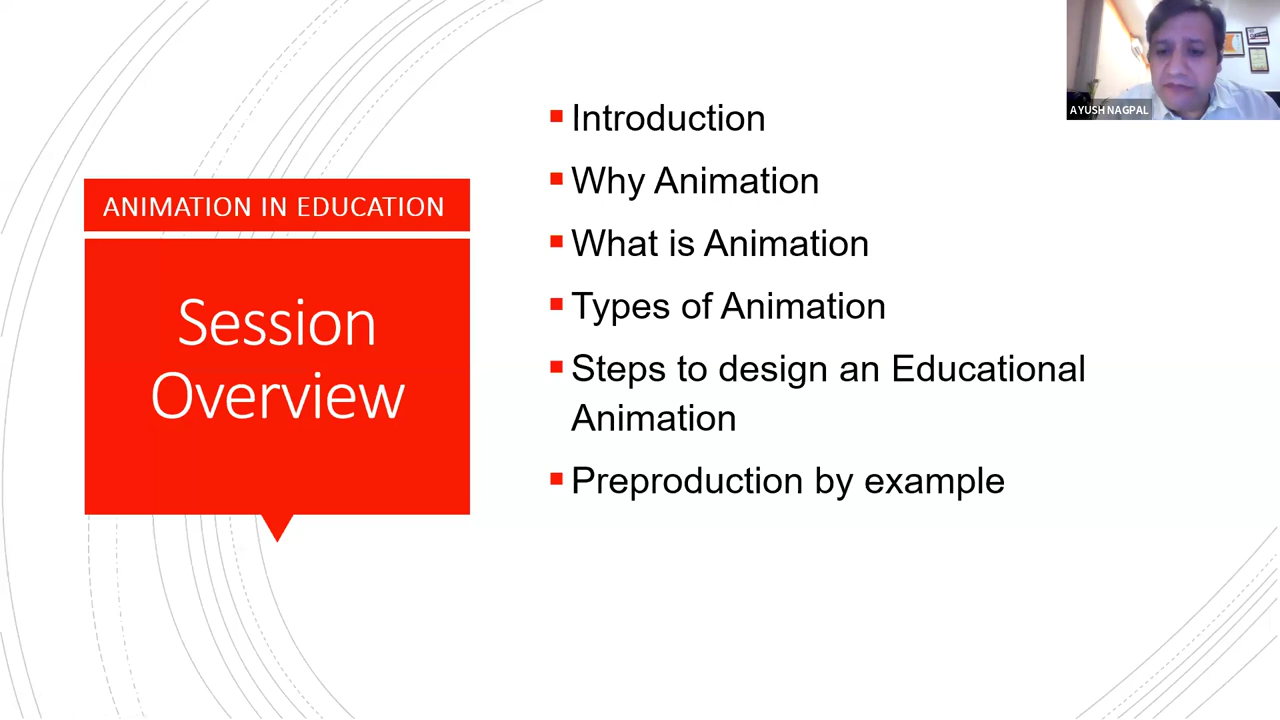 ANIMATION IN EDUCATION
Session
Overview
Introduction
Why Animation
What is Animation
Types of Animation
Steps to design an Educational
Animation
Preproduction by example
AYUSH NAGPAL